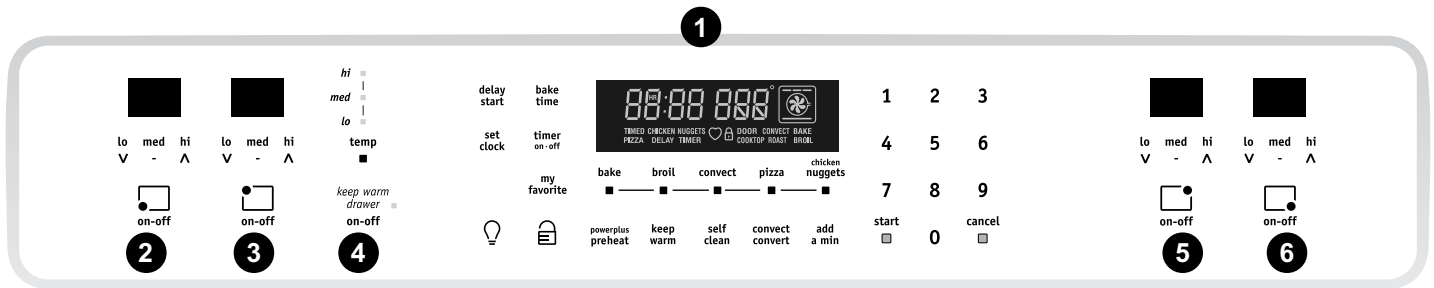 1
hi
med
lo
temp
lo med hi
v - ʌ
on-off
2
lo med hi
v - ʌ
on-off
3
keep warm
drawer
on-off
4
delay
start
bake
time
set
clock
timer
on·off
my
favorite
88:88 888°
HR
TIMED CHICKEN NUGGETS DOOR CONVECT BAKE
PIZZA DELAY TIMER COOKTOP ROAST BROIL
bake
broil
convect
pizza
chicken
nuggets
powerplus
preheat
keep
warm
self
clean
convect
convert
add
a min
1 2 3
4 5 6
7 8 9
start
0
cancel
lo med hi
v - ʌ
on-off
5
lo med hi
v - ʌ
on-off
6